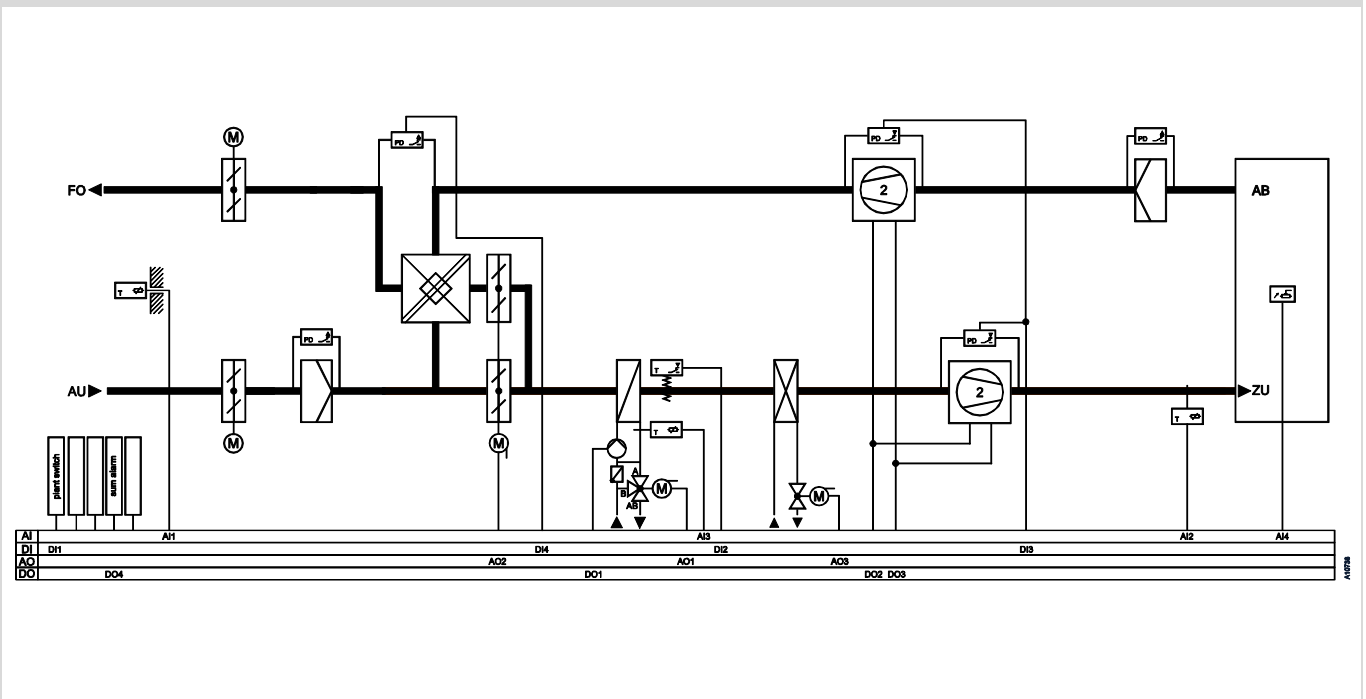 M
PD
PD
PD
FO
2
AB
T
PD
PD
AU
T
2
ZU
T
M
M
T
plant switch
sum alarm
A
B
M
AB
M
AI AI1 AI3 AI2 AI4
DI DI1 DI4 DI2 DI3
AO AO2 AO1 AO3
DO DO4 DO1 DO2 DO3
A10736